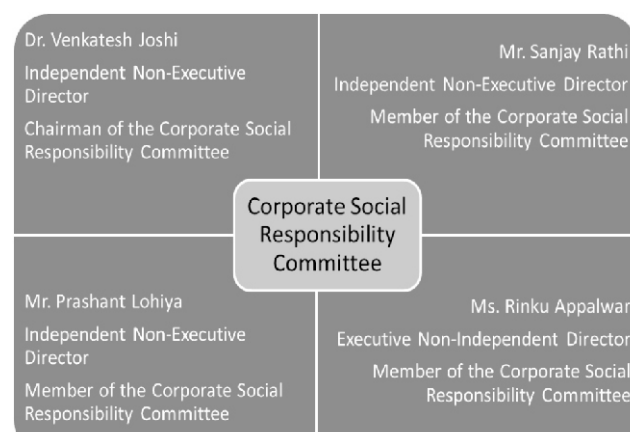 Dr. Venkatesh Joshi
Independent Non-Executive
Director
Chairman of the Corporate Social
Responsibility Committee
Mr. Sanjay Rathi
Independent Non-Executive Director
Member of the Corporate Social
Responsibility Committee
Corporate Social
Responsibility
Committee
Mr. Prashant Lohiya
Independent Non-Executive
Director
Member of the Corporate Social
Responsibility Committee
Ms. Rinku Appalwar
Executive Non-Independent Director
Member of the Corporate Social
Responsibility Committee